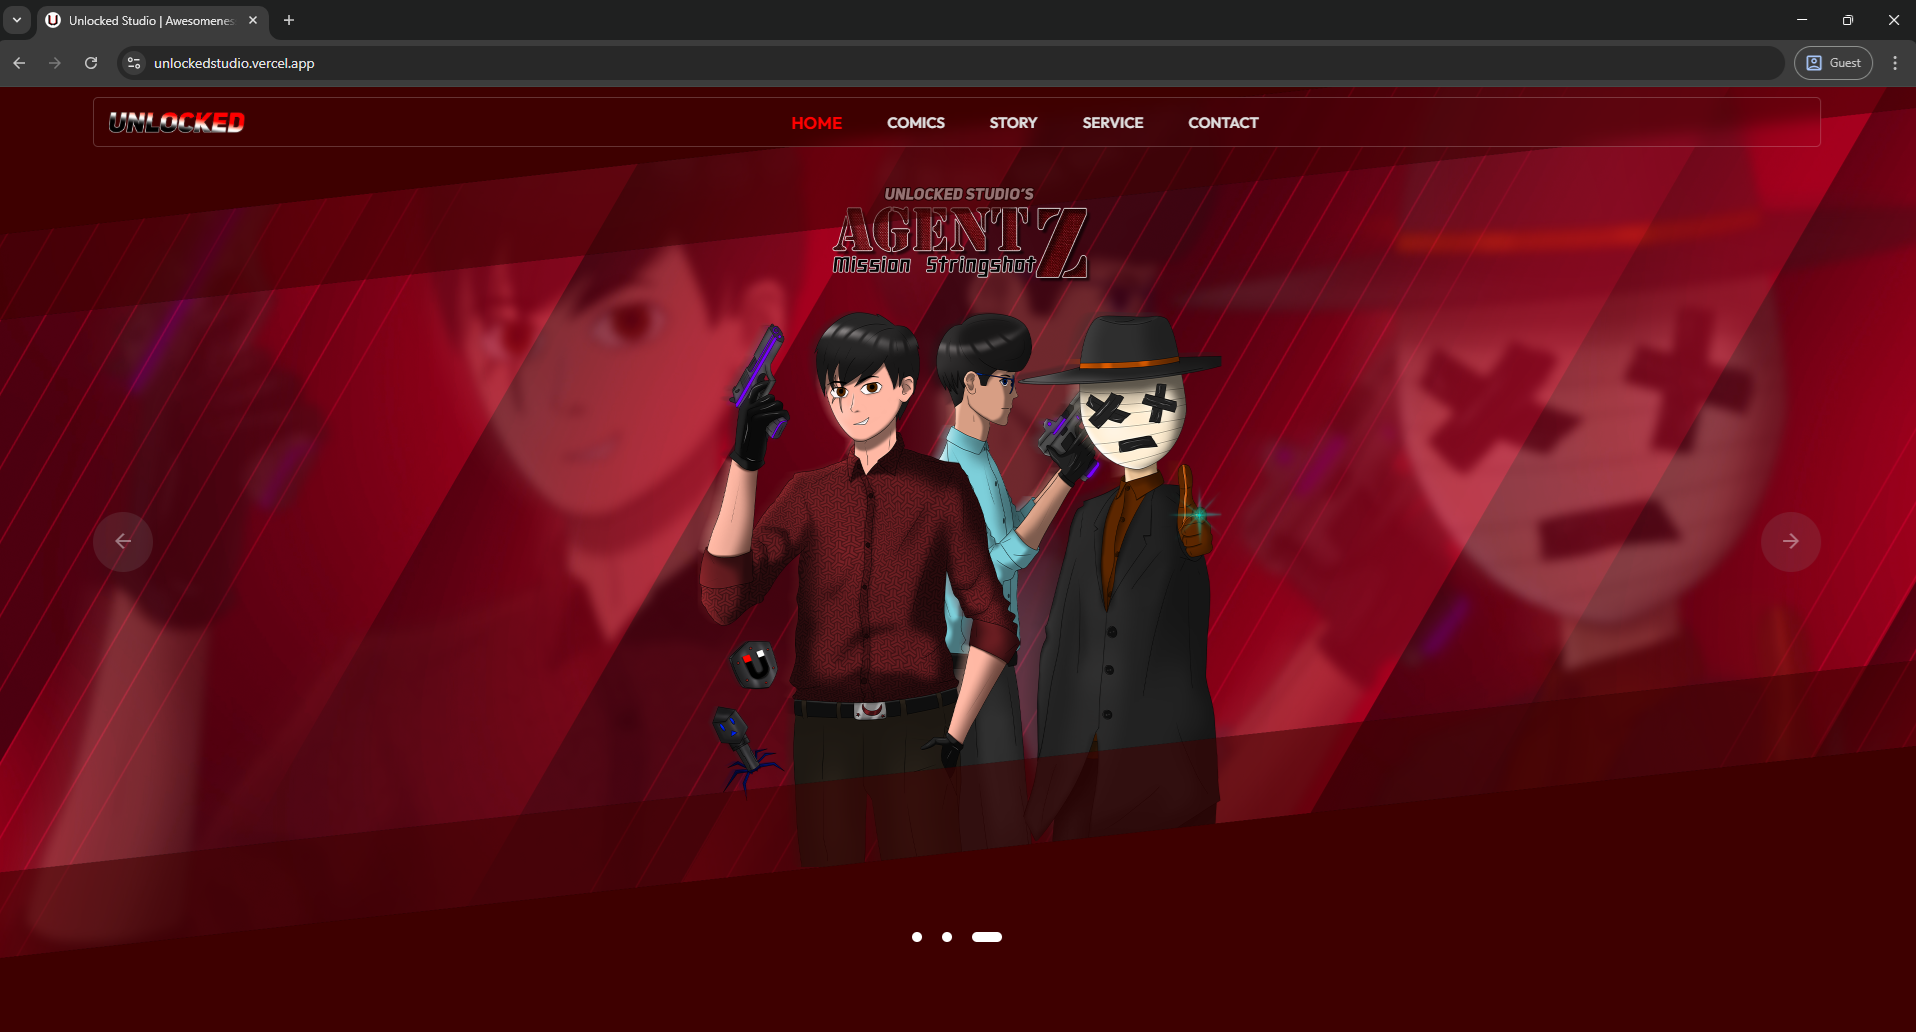 Unlocked Studio | Awesomenes
unlockedstudio.vercel.app
Guest
UNLOCKED
HOME
COMICS
STORY
SERVICE
CONTACT
UNLOCKED STUDIO'S
AGENT Z
Mission Stringshot